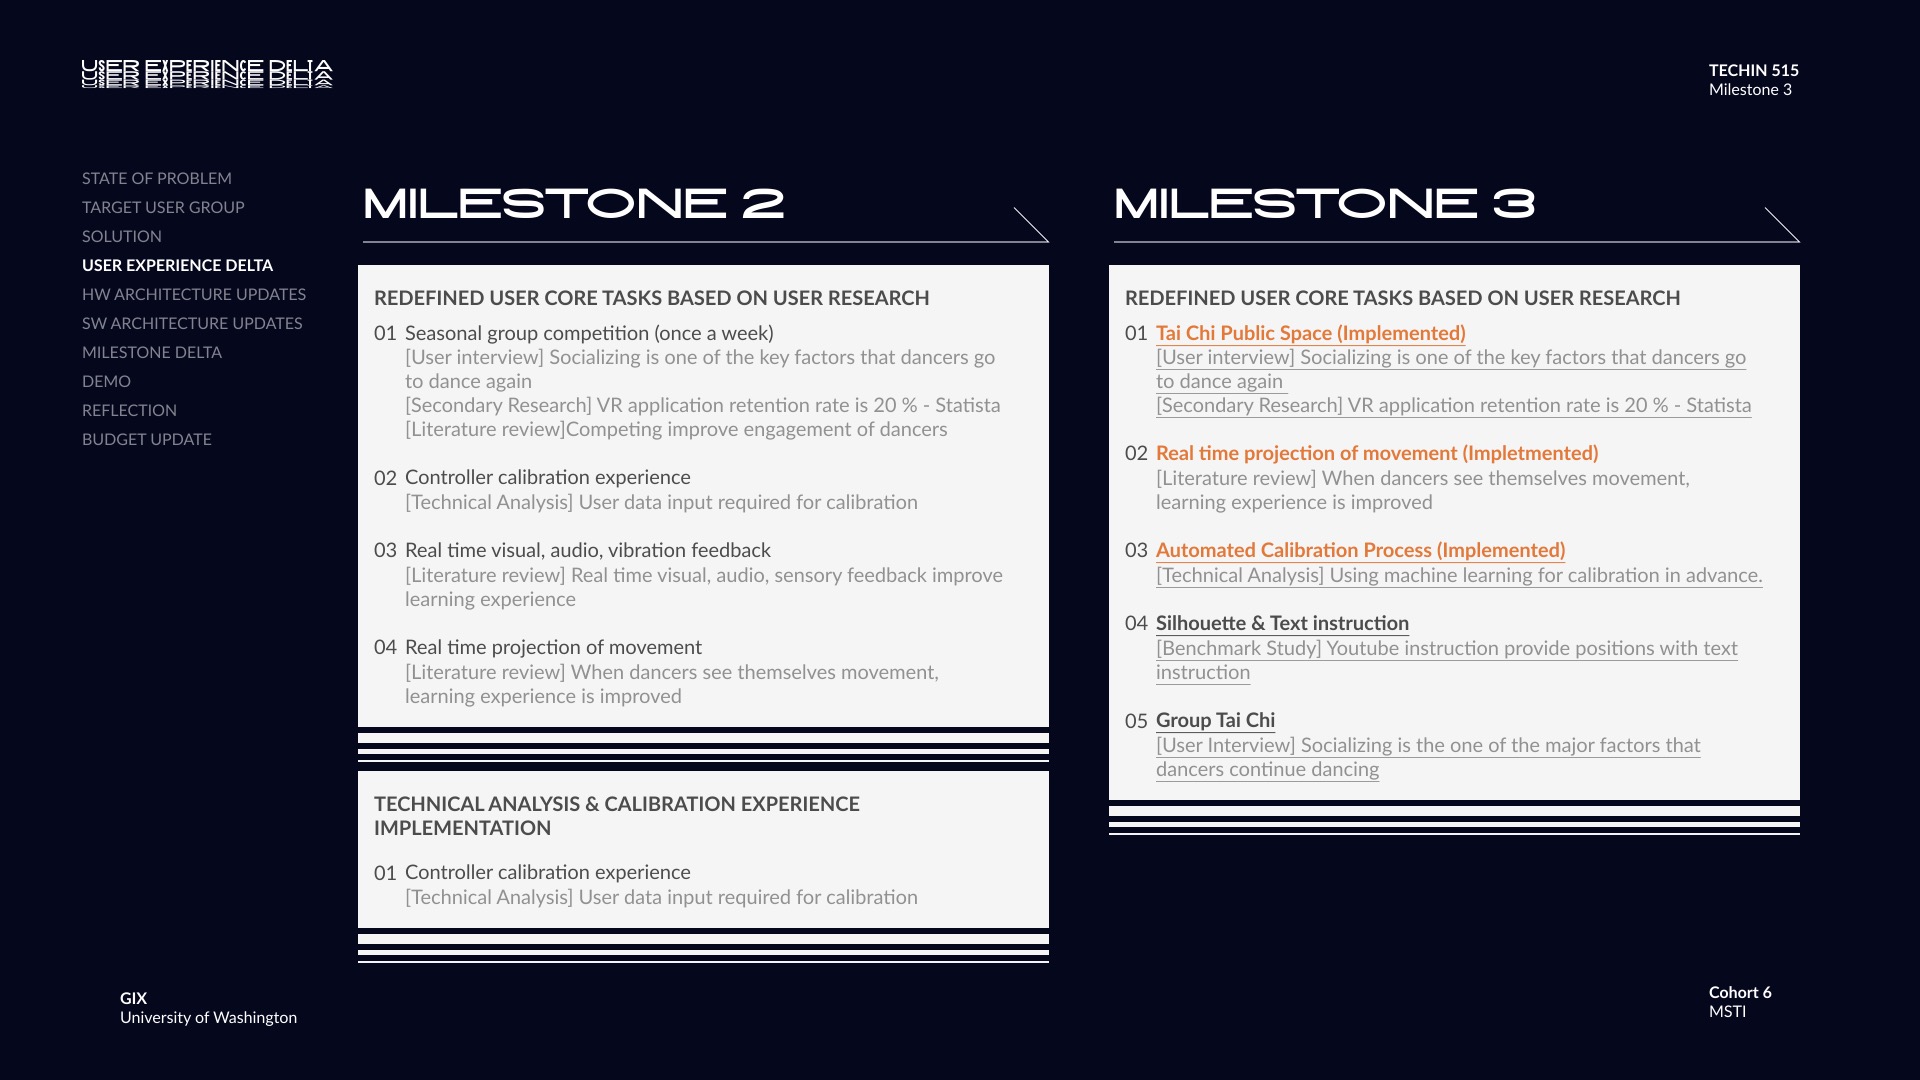 USER EXPERIENCE DELTA
TECHIN 515
Milestone 3
STATE OF PROBLEM
TARGET USER GROUP
SOLUTION
USER EXPERIENCE DELTA
HW ARCHITECTURE UPDATES
SW ARCHITECTURE UPDATES
MILESTONE DELTA
DEMO
REFLECTION
BUDGET UPDATE
MILESTONE 2
REDEFINED USER CORE TASKS BASED ON USER RESEARCH
01 Seasonal group competition (once a week)
[User interview] Socializing is one of the key factors that dancers go
to dance again
[Secondary Research] VR application retention rate is 20 % - Statista
[Literature review]Competing improve engagement of dancers
02 Controller calibration experience
[Technical Analysis] User data input required for calibration
03 Real time visual, audio, vibration feedback
[Literature review] Real time visual, audio, sensory feedback improve
learning experience
04 Real time projection of movement
[Literature review] When dancers see themselves movement,
learning experience is improved
TECHNICAL ANALYSIS & CALIBRATION EXPERIENCE
IMPLEMENTATION
01 Controller calibration experience
[Technical Analysis] User data input required for calibration
MILESTONE 3
REDEFINED USER CORE TASKS BASED ON USER RESEARCH
01 Tai Chi Public Space (Implemented)
[User interview] Socializing is one of the key factors that dancers go
to dance again
[Secondary Research] VR application retention rate is 20 % - Statista
02 Real time projection of movement (Impletmented)
[Literature review] When dancers see themselves movement,
learning experience is improved
03 Automated Calibration Process (Implemented)
[Technical Analysis] Using machine learning for calibration in advance.
04 Silhouette & Text instruction
[Benchmark Study] Youtube instruction provide positions with text
instruction
05 Group Tai Chi
[User Interview] Socializing is the one of the major factors that
dancers continue dancing
GIX
University of Washington
Cohort 6
MSTI